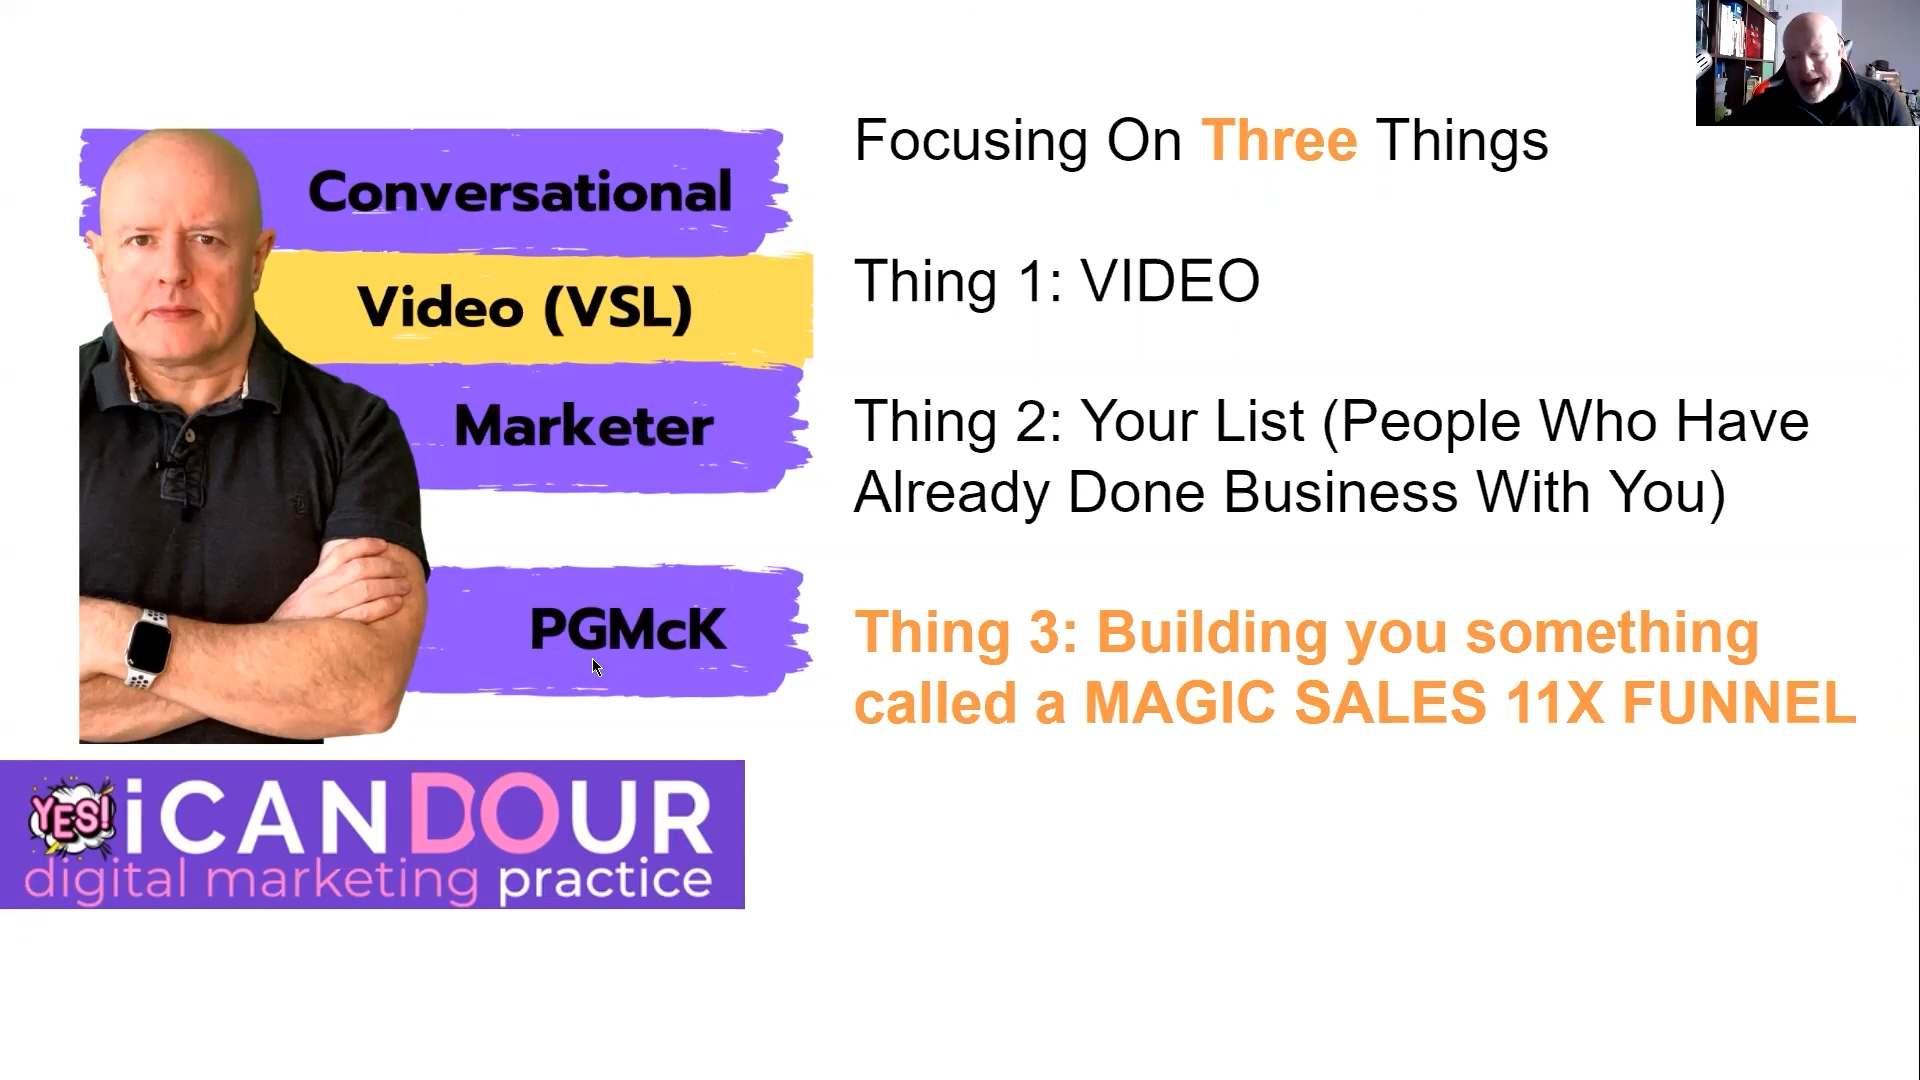 Conversational
Video (VSL)
Marketer
PGMcK
YES!
iCANDOUR
digital marketing practice
Focusing On Three Things
Thing 1: VIDEO
Thing 2: Your List (People Who Have
Already Done Business With You)
Thing 3: Building you something
called a MAGIC SALES 11X FUNNEL